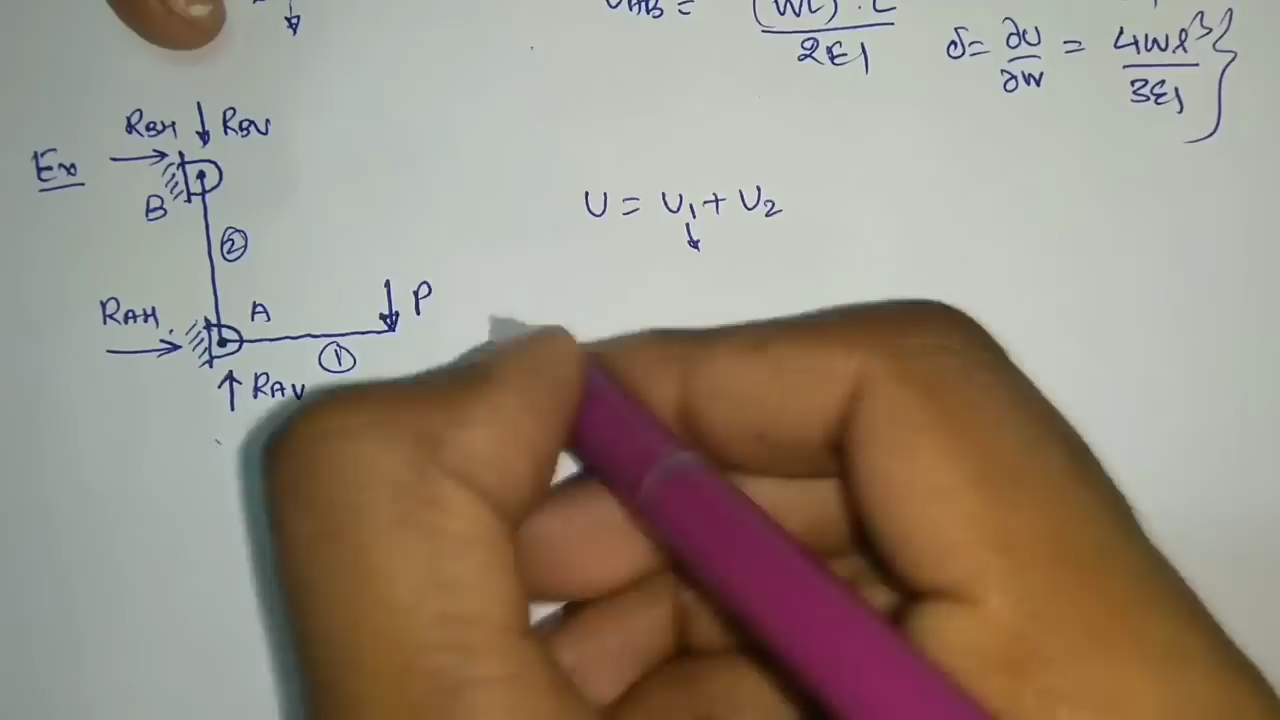 (Wl)
2EI
δ = ∂U/∂W = 4Wl³/3EI }
RBH RBV
Ex
B
U = U₁ + U₂
②
RAH A P
①
RAV